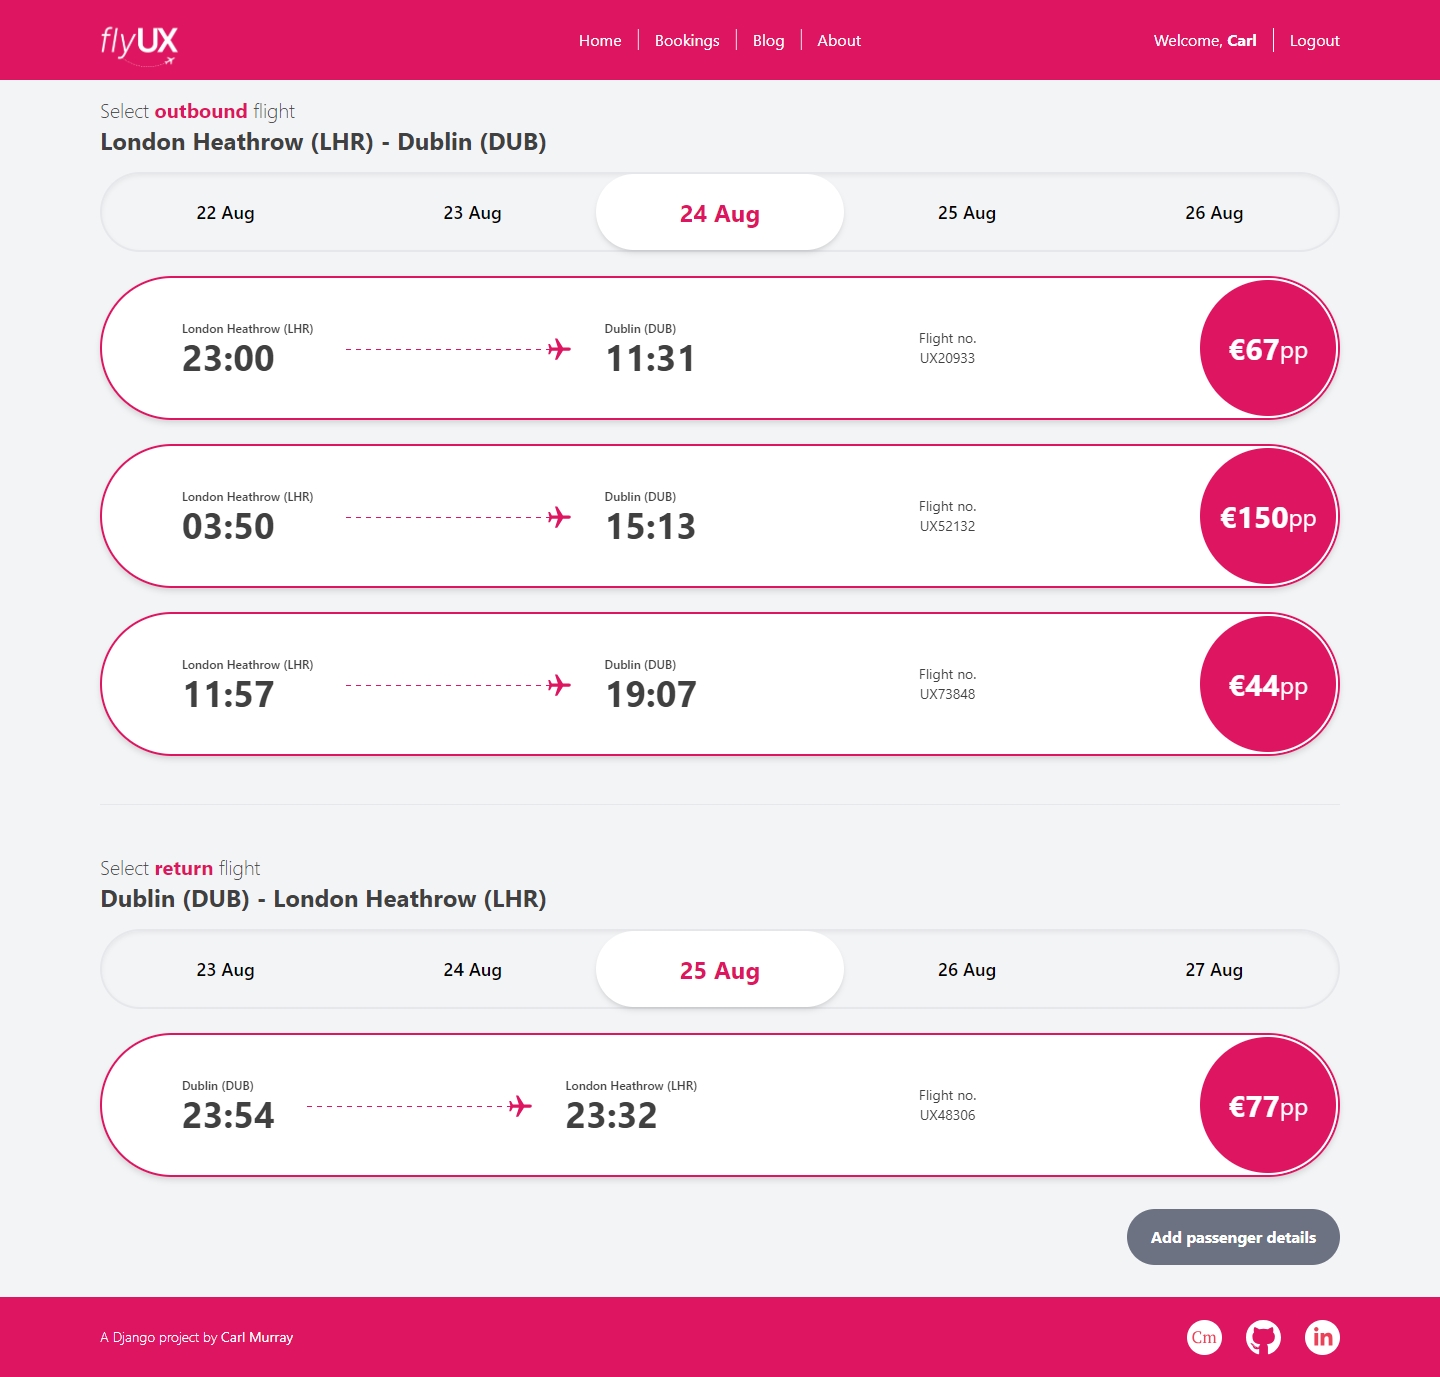 flyUX
Home
Bookings
Blog
About
Welcome, Carl
Logout
Select outbound flight
London Heathrow (LHR) - Dublin (DUB)
22 Aug
23 Aug
24 Aug
25 Aug
26 Aug
London Heathrow (LHR)
23:00
Dublin (DUB)
11:31
Flight no.
UX20933
€67pp
London Heathrow (LHR)
03:50
Dublin (DUB)
15:13
Flight no.
UX52132
€150pp
London Heathrow (LHR)
11:57
Dublin (DUB)
19:07
Flight no.
UX73848
€44pp
Select return flight
Dublin (DUB) - London Heathrow (LHR)
23 Aug
24 Aug
25 Aug
26 Aug
27 Aug
Dublin (DUB)
23:54
London Heathrow (LHR)
23:32
Flight no.
UX48306
€77pp
Add passenger details
A Django project by Carl Murray
Cm
in